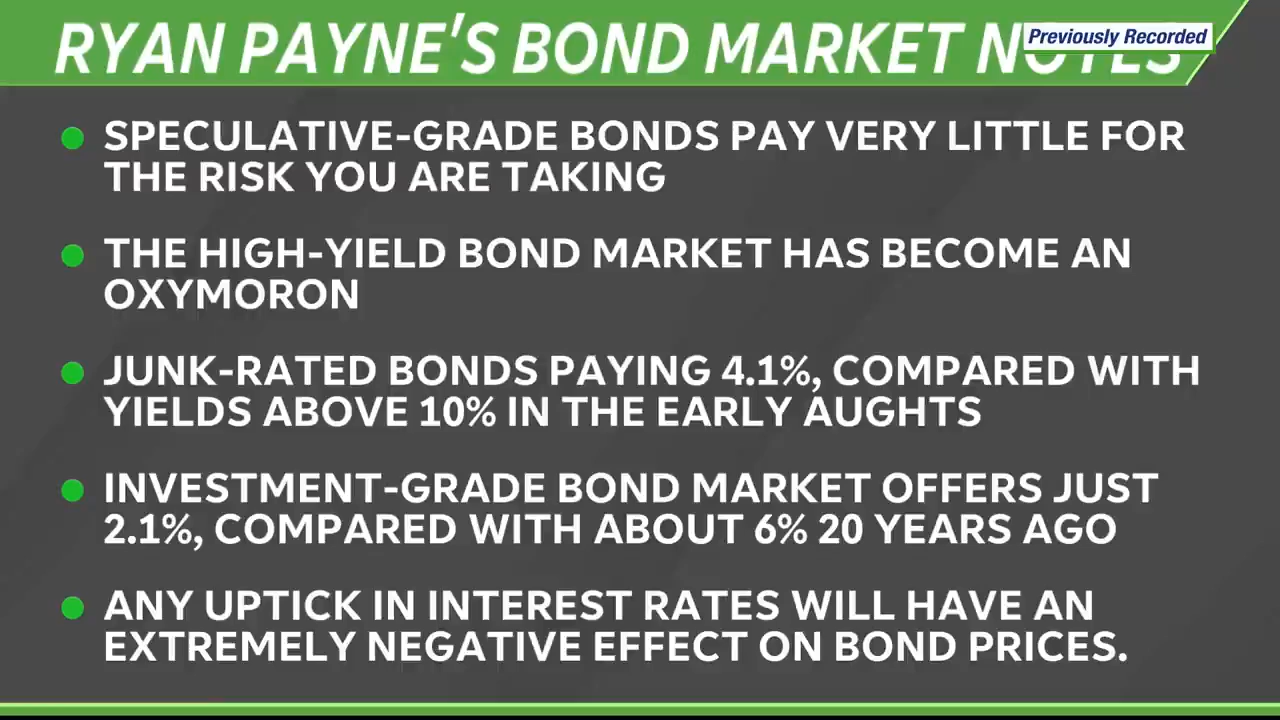 RYAN PAYNE'S BOND MARKET NOTES
Previously Recorded
SPECULATIVE-GRADE BONDS PAY VERY LITTLE FOR
THE RISK YOU ARE TAKING
THE HIGH-YIELD BOND MARKET HAS BECOME AN
OXYMORON
JUNK-RATED BONDS PAYING 4.1%, COMPARED WITH
YIELDS ABOVE 10% IN THE EARLY AUGHTS
INVESTMENT-GRADE BOND MARKET OFFERS JUST
2.1%, COMPARED WITH ABOUT 6% 20 YEARS AGO
ANY UPTICK IN INTEREST RATES WILL HAVE AN
EXTREMELY NEGATIVE EFFECT ON BOND PRICES.